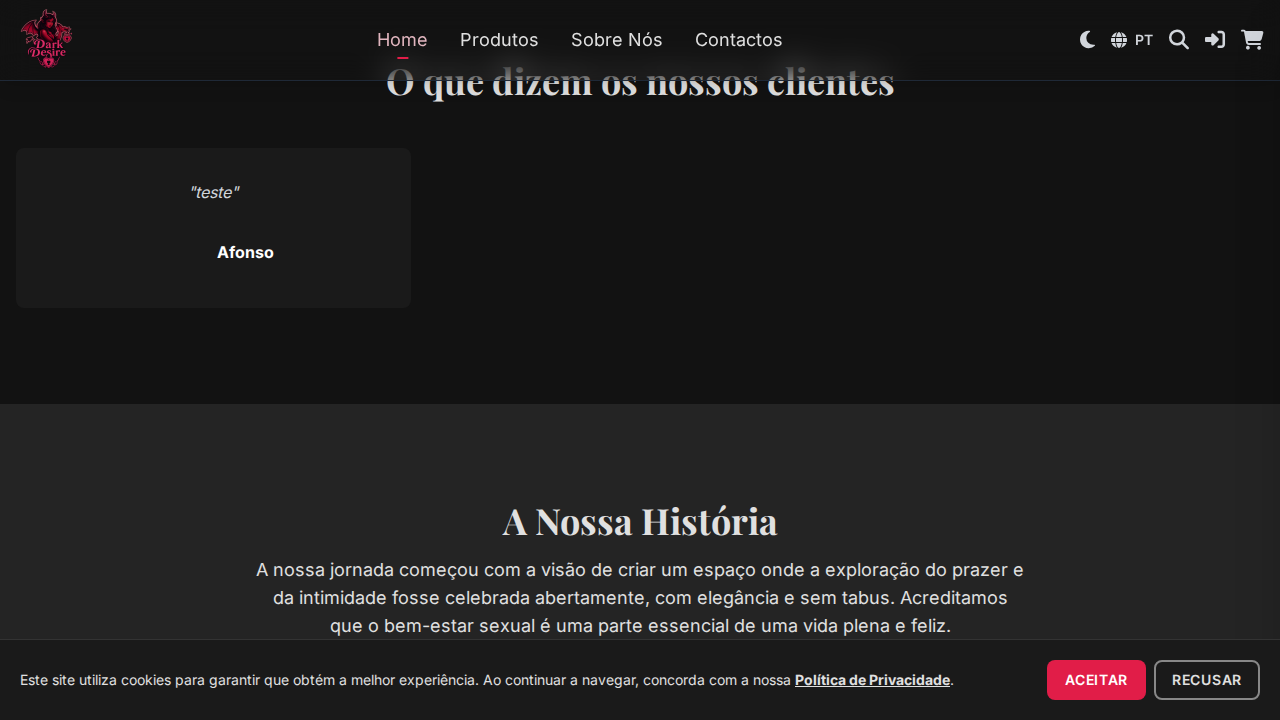 Dark
Desire
Home Produtos Sobre Nós Contactos PT
O que dizem os nossos clientes
"teste"
Afonso
A Nossa História
A nossa jornada começou com a visão de criar um espaço onde a exploração do prazer e
da intimidade fosse celebrada abertamente, com elegância e sem tabus. Acreditamos
que o bem-estar sexual é uma parte essencial de uma vida plena e feliz.
Este site utiliza cookies para garantir que obtém a melhor experiência. Ao continuar a navegar, concorda com a nossa Política de Privacidade. ACEITAR RECUSAR